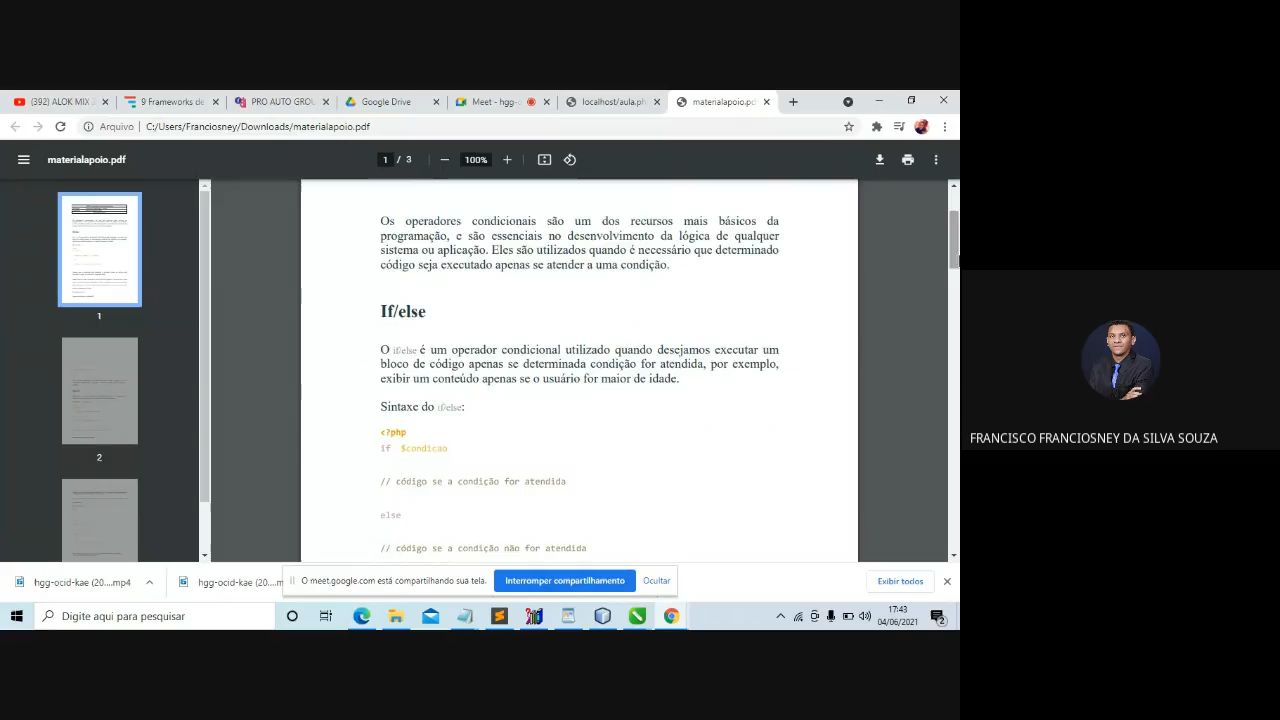 (392) ALOK MIX 2
9 Frameworks de
PRO AUTO GROU
Google Drive
Meet - hgg-
localhost/aula.ph
materialapoio.pd
Arquivo | C:/Users/Franciosney/Downloads/materialapoio.pdf
materialapoio.pdf
1 / 3
100%
Os operadores condicionais são um dos recursos mais básicos da
programação, e são essenciais no desenvolvimento da lógica de qualquer
sistema ou aplicação. Eles são utilizados quando é necessário que determinado
código seja executado apenas se atender a uma condição.
If/else
O if/else é um operador condicional utilizado quando desejamos executar um
bloco de código apenas se determinada condição for atendida, por exemplo,
exibir um conteúdo apenas se o usuário for maior de idade.
Sintaxe do if/else:
<?php
if $condicao
// código se a condição for atendida
else
// código se a condição não for atendida
1
2
FRANCISCO FRANCIOSNEY DA SILVA SOUZA
hgg-ocid-kae (20....mp4
hgg-ocid-kae (20....m
O meet.google.com está compartilhando sua tela.
Interromper compartilhamento
Ocultar
Exibir todos
Digite aqui para pesquisar
17:43
04/06/2021
2